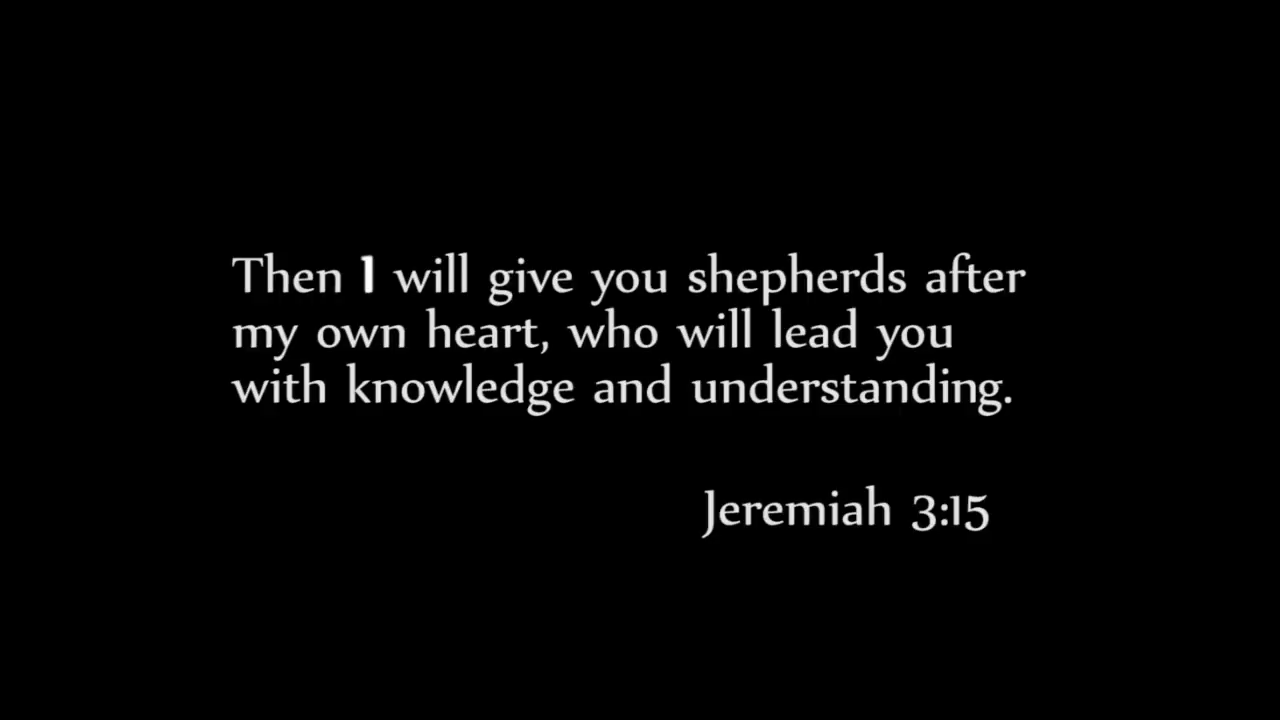 Then I will give you shepherds after
my own heart, who will lead you
with knowledge and understanding.
Jeremiah 3:15